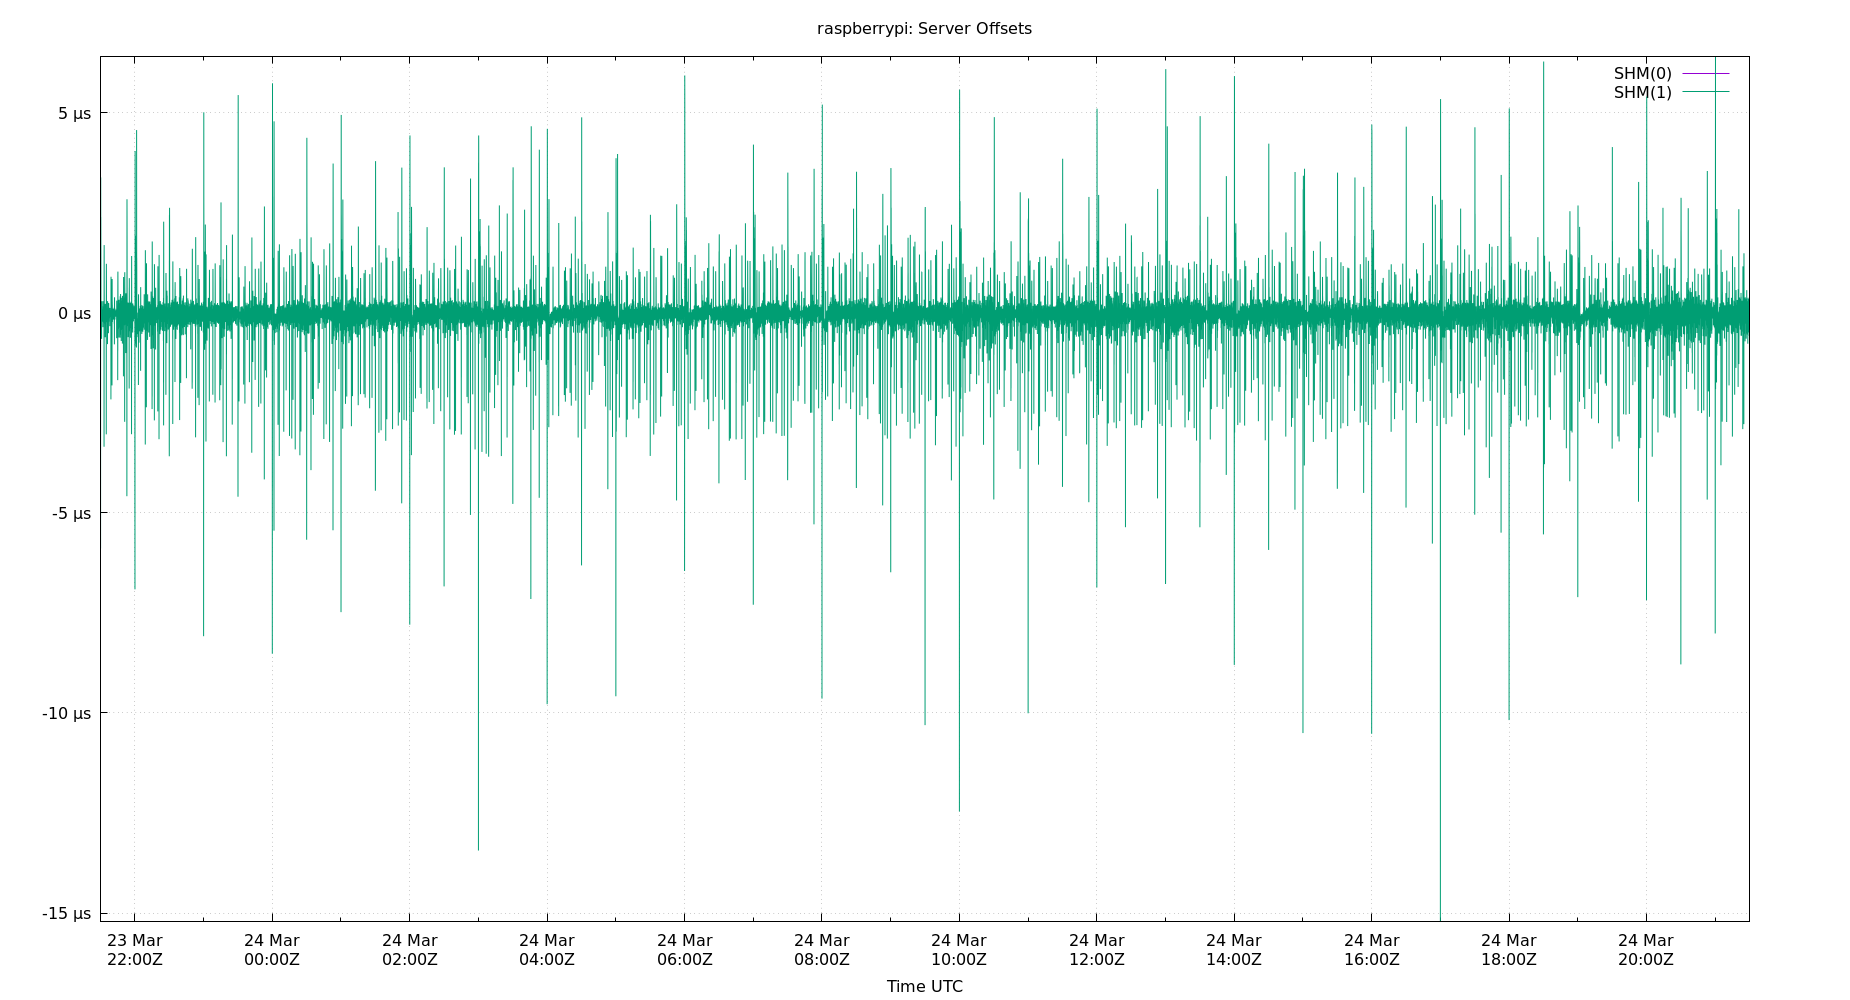 raspberrypi: Server Offsets
SHM(0)
SHM(1)
5 µs
0 µs
-5 µs
-10 µs
-15 µs
23 Mar 24 Mar 24 Mar 24 Mar 24 Mar 24 Mar 24 Mar 24 Mar 24 Mar 24 Mar 24 Mar 24 Mar
22:00Z 00:00Z 02:00Z 04:00Z 06:00Z 08:00Z 10:00Z 12:00Z 14:00Z 16:00Z 18:00Z 20:00Z
Time UTC